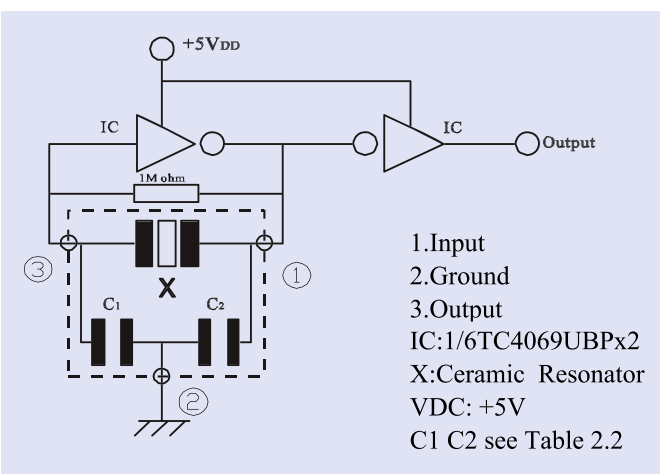 +5VDD
IC
IC
Output
1M ohm
③
①
X
C1
C2
②
1.Input
2.Ground
3.Output
IC:1/6TC4069UBPx2
X:Ceramic Resonator
VDC: +5V
C1 C2 see Table 2.2